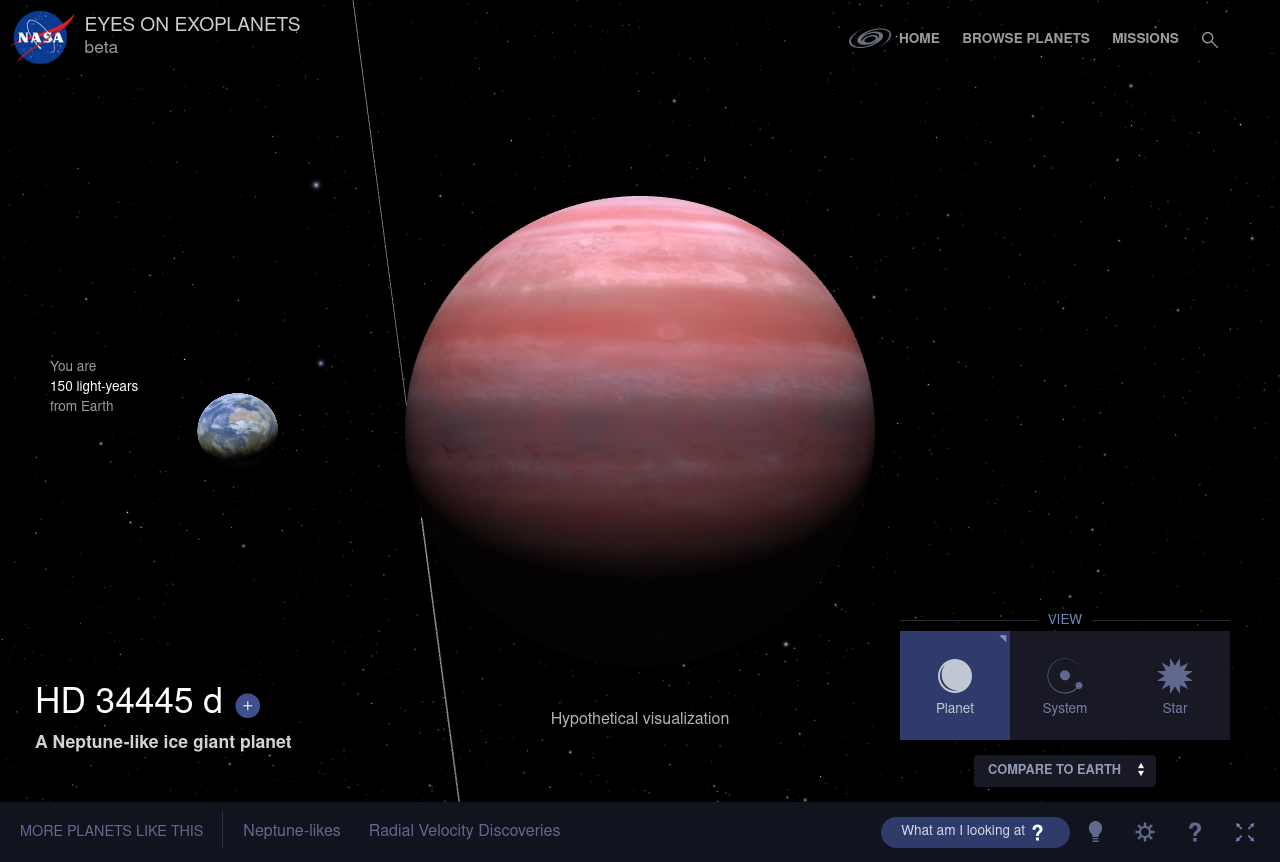 NASA
EYES ON EXOPLANETS
beta
HOME
BROWSE PLANETS
MISSIONS
You are
150 light-years
from Earth
HD 34445 d +
A Neptune-like ice giant planet
Hypothetical visualization
VIEW
Planet
System
Star
COMPARE TO EARTH
MORE PLANETS LIKE THIS
Neptune-likes
Radial Velocity Discoveries
What am I looking at ?
?